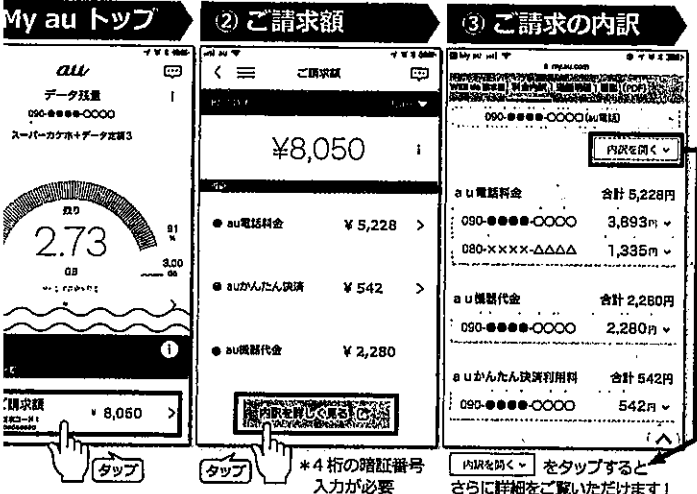 My au トップ
au
データ残量
090-●●●●-○○○○
スーパーカケホ+データ定額3
残り
2.73
GB
91
%
3.00
GB
ご請求額
¥ 8,050
タップ
② ご請求額
ご請求額
¥8,050
au電話料金 ¥ 5,228
auかんたん決済 ¥ 542
au機器代金 ¥ 2,280
内訳を詳しく見る
タップ
*4桁の暗証番号
入力が必要
③ ご請求の内訳
090-●●●●-○○○○(au電話)
内訳を開く
au電話料金 合計 5,228円
090-●●●●-○○○○ 3,893円
080-××××-△△△△ 1,335円
au機器代金 合計 2,280円
090-●●●●-○○○○ 2,280円
auかんたん決済利用料 合計 542円
090-●●●●-○○○○ 542円
内訳を開く をタップすると
さらに詳細をご覧いただけます!